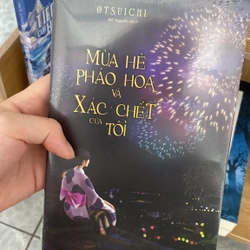 OTSUICHI
MÙA HÈ
PHÁO HOA
VÀ
XÁC CHẾT
CỦA
TÔI